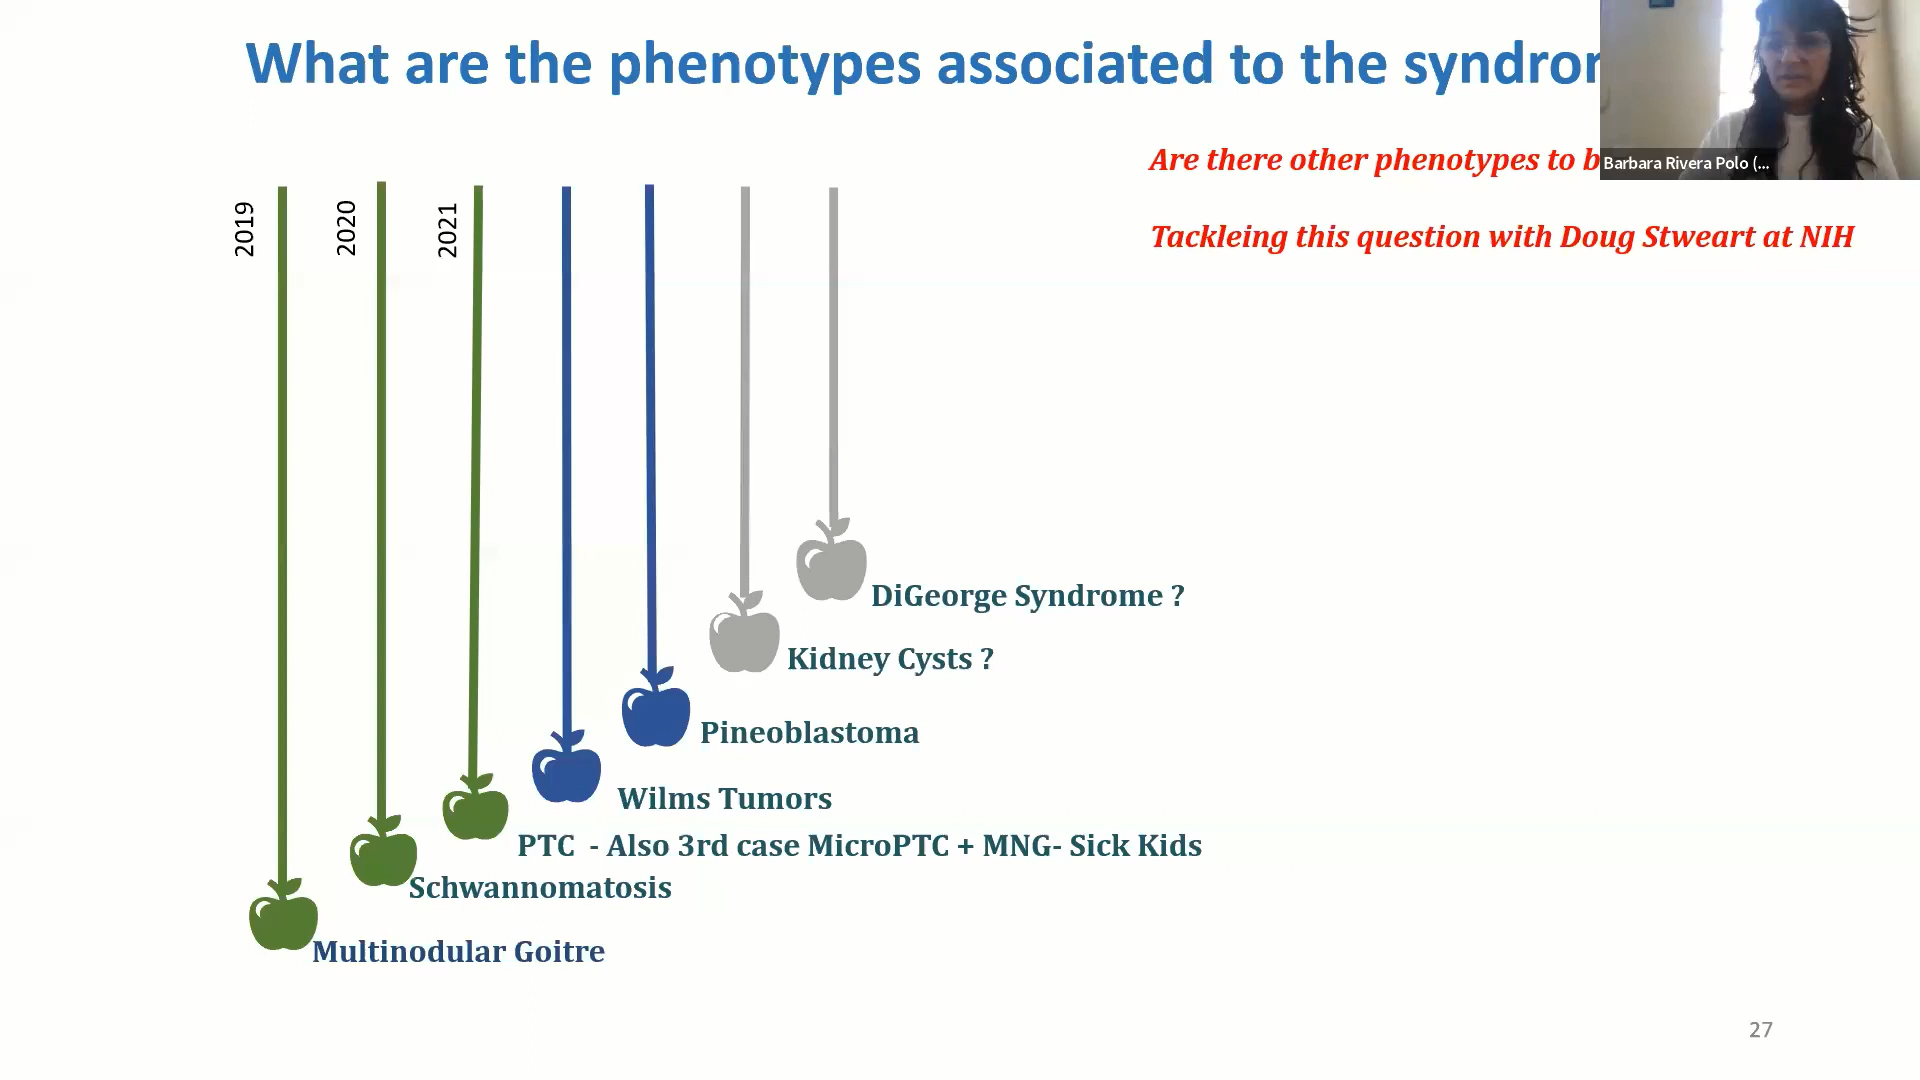 What are the phenotypes associated to the syndrom
Are there other phenotypes to b
Barbara Rivera Polo (...
Tackleing this question with Doug Stweart at NIH
2019
2020
2021
DiGeorge Syndrome ?
Kidney Cysts ?
Pineoblastoma
Wilms Tumors
PTC - Also 3rd case MicroPTC + MNG- Sick Kids
Schwannomatosis
Multinodular Goitre
27